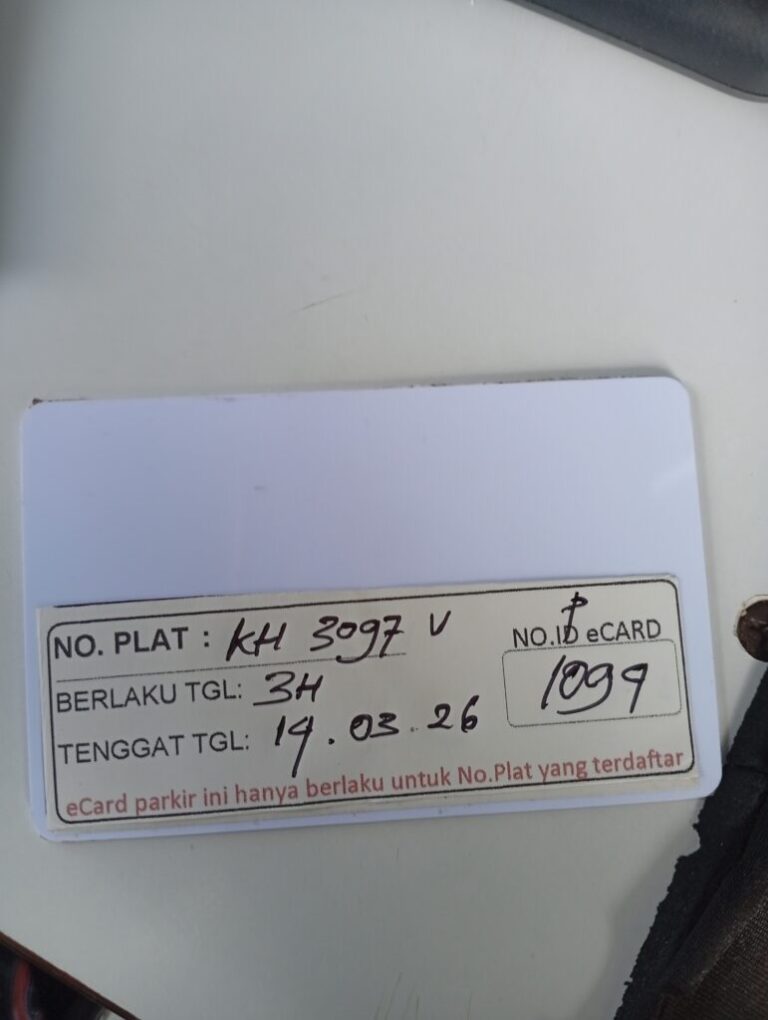 NO. PLAT : KH 3097 V
NO.ID eCARD
1099
BERLAKU TGL: 3H
TENGGAT TGL: 14.03.26
eCard parkir ini hanya berlaku untuk No.Plat yang terdaftar